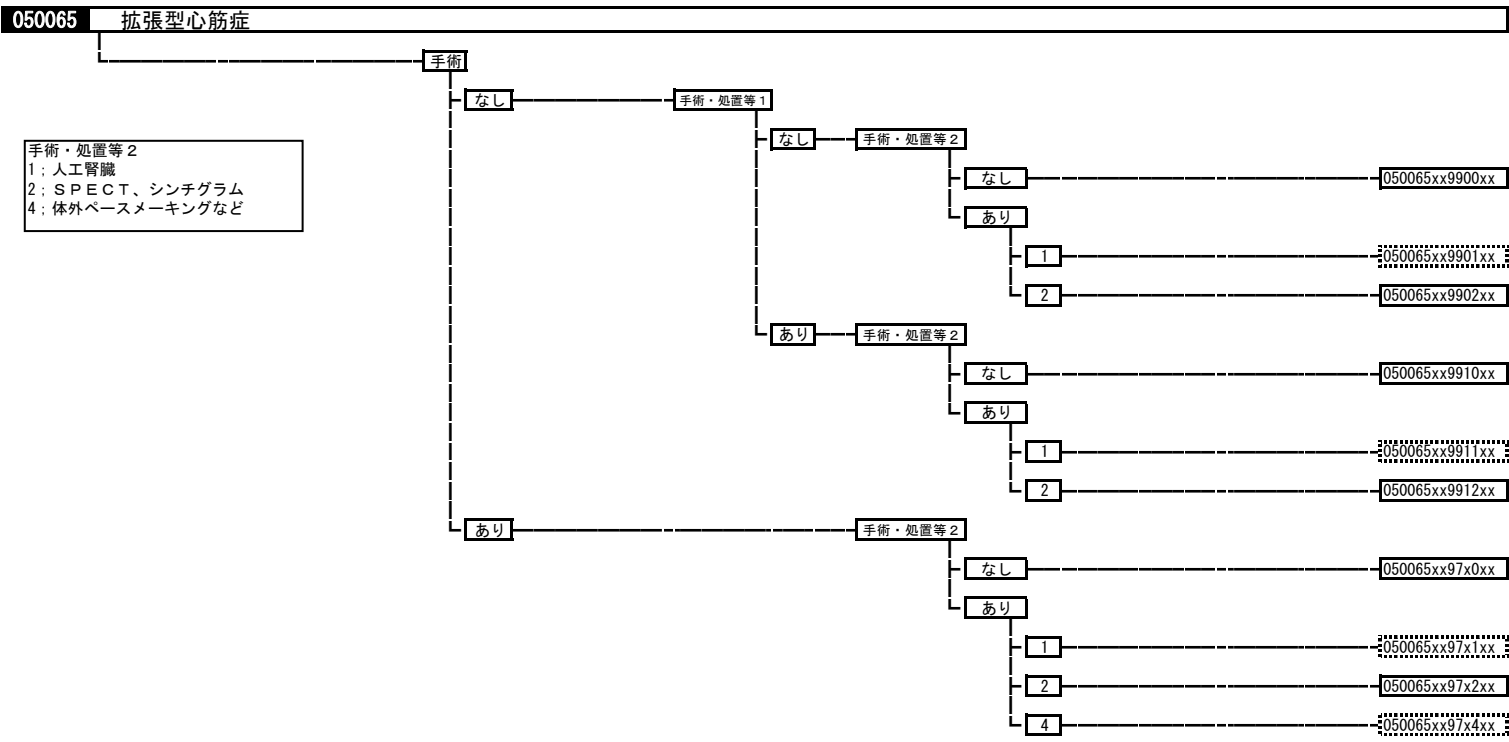 050065 拡張型心筋症
手術
なし 手術・処置等1
なし 手術・処置等2
手術・処置等2
1;人工腎臓
2;SPECT、シンチグラム
4;体外ペースメーキングなど
なし 050065xx9900xx
あり
1 050065xx9901xx
2 050065xx9902xx
あり 手術・処置等2
なし 050065xx9910xx
あり
1 050065xx9911xx
2 050065xx9912xx
あり 手術・処置等2
なし 050065xx97x0xx
あり
1 050065xx97x1xx
2 050065xx97x2xx
4 050065xx97x4xx